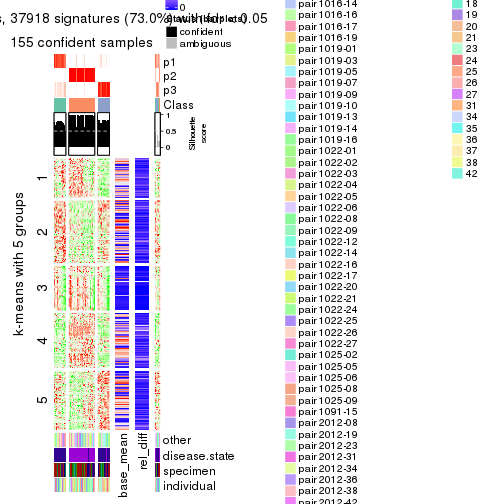 0
, 37918 signatures (73.0%) with fdr < 0.05
confident
155 confident samples
ambiguous
p1
p2
p3
Class
1
0.5
0
Silhouette
score
k-means with 5 groups
1
2
3
4
5
other
disease.state
specimen
individual
base_mean
rel_diff
pair1016-14
pair1016-16
pair1016-17
pair1016-19
pair1019-01
pair1019-03
pair1019-05
pair1019-07
pair1019-09
pair1019-10
pair1019-13
pair1019-14
pair1019-16
pair1022-01
pair1022-02
pair1022-03
pair1022-04
pair1022-05
pair1022-06
pair1022-08
pair1022-09
pair1022-12
pair1022-14
pair1022-16
pair1022-17
pair1022-20
pair1022-21
pair1022-24
pair1022-25
pair1022-26
pair1022-27
pair1025-02
pair1025-05
pair1025-06
pair1025-08
pair1025-09
pair1091-15
pair2012-08
pair2012-19
pair2012-23
pair2012-31
pair2012-34
pair2012-36
pair2012-38
pair2012-42
18
19
20
21
23
24
25
26
27
31
34
35
36
37
38
42